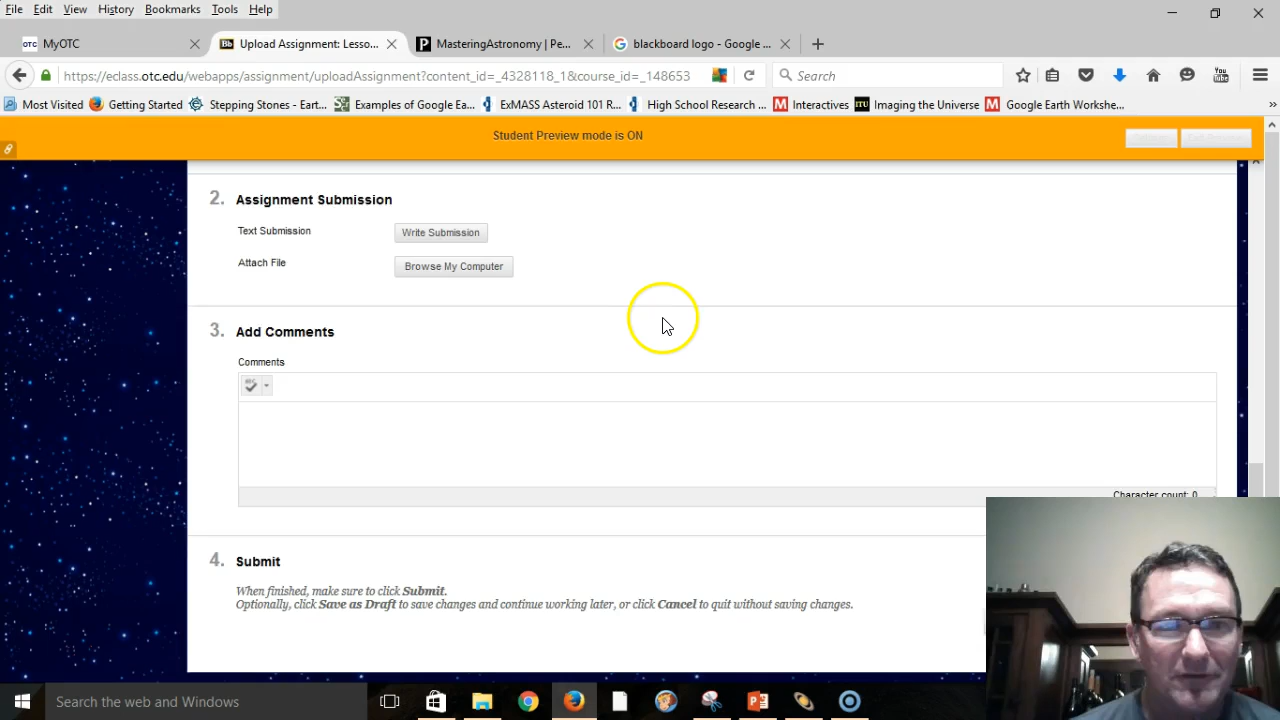 File Edit View History Bookmarks Tools Help
OTC MyOTC
Bb Upload Assignment: Lesso...
P MasteringAstronomy | Pe...
G blackboard logo - Google ...
https://eclass.otc.edu/webapps/assignment/uploadAssignment?content_id=_4328118_1&course_id=_148653
Search
You Tube
Most Visited Getting Started Stepping Stones - Eart... Examples of Google Ea... ExMASS Asteroid 101 R... High School Research ... M Interactives ITU Imaging the Universe M Google Earth Workshe...
Student Preview mode is ON
2. Assignment Submission
Text Submission Write Submission
Attach File Browse My Computer
3. Add Comments
Comments
Character count: 0
4. Submit
When finished, make sure to click Submit.
Optionally, click Save as Draft to save changes and continue working later, or click Cancel to quit without saving changes.
Search the web and Windows